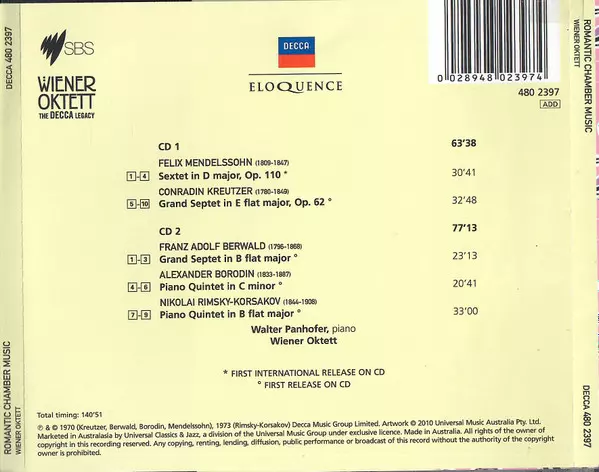 DECCA 480 2397
SBS
WIENER
OKTETT
THE DECCA LEGACY
DECCA
ELOQUENCE
0 028948 023974
480 2397
ADD
ROMANTIC CHAMBER MUSIC
WIENER OKTETT
CD 1 63'38
FELIX MENDELSSOHN (1809-1847)
1-4 Sextet in D major, Op. 110 * 30'41
CONRADIN KREUTZER (1780-1849)
5-10 Grand Septet in E flat major, Op. 62 ° 32'48
CD 2 77'13
FRANZ ADOLF BERWALD (1796-1868)
1-3 Grand Septet in B flat major ° 23'13
ALEXANDER BORODIN (1833-1887)
4-6 Piano Quintet in C minor ° 20'41
NIKOLAI RIMSKY-KORSAKOV (1844-1908)
7-9 Piano Quintet in B flat major ° 33'00
Walter Panhofer, piano
Wiener Oktett
* FIRST INTERNATIONAL RELEASE ON CD
° FIRST RELEASE ON CD
Total timing: 140'51
℗ & © 1970 (Kreutzer, Berwald, Borodin, Mendelssohn), 1973 (Rimsky-Korsakov) Decca Music Group Limited, Artwork © 2010 Universal Music Australia Pty. Ltd.
Marketed in Australasia by Universal Classics & Jazz, a division of the Universal Music Group under exclusive licence. Made in Australia. All rights of the owner of
copyright in this recording reserved. Any copying, renting, lending, diffusion, public performance or broadcast of this record without the authority of the copyright
owner is prohibited.
ROMANTIC CHAMBER MUSIC
WIENER OKTETT
DECCA 480 2397